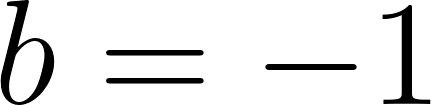 b = −1